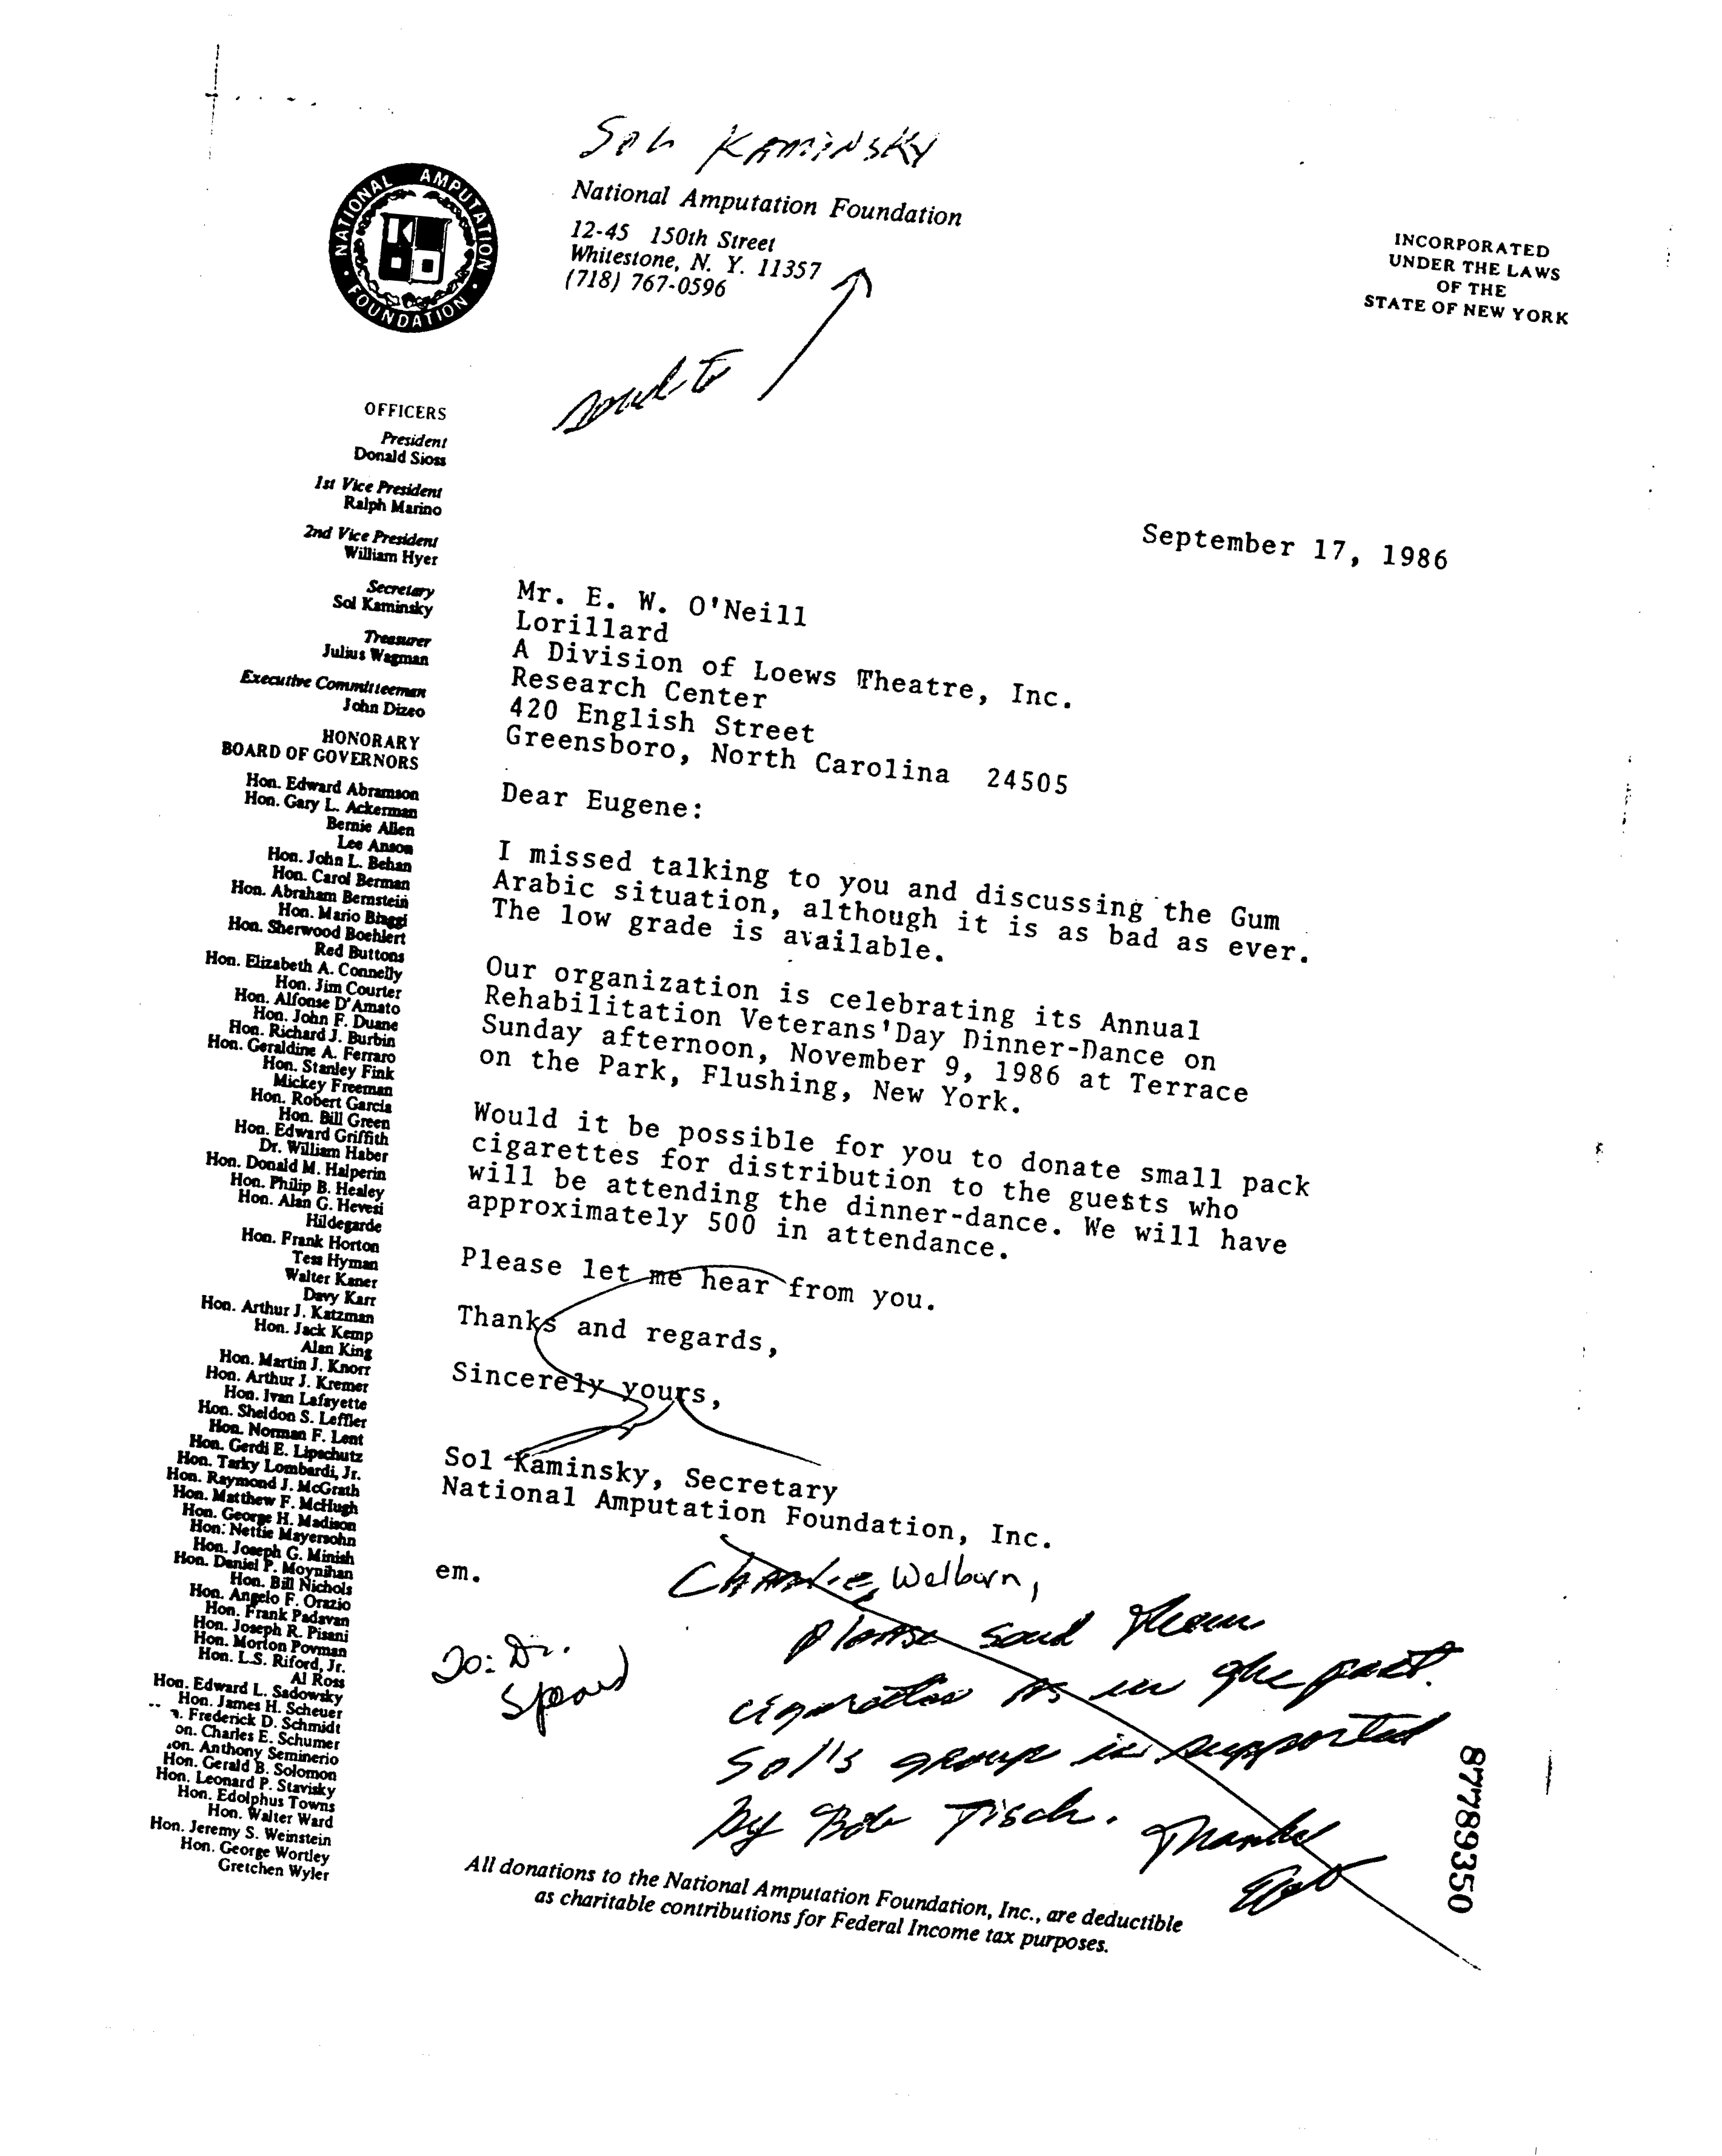 Sol Kaminsky
NATIONAL AMPUTATION FOUNDATION
National Amputation Foundation
12-45 150th Street
Whitestone, N. Y. 11357
(718) 767-0596
INCORPORATED
UNDER THE LAWS
OF THE
STATE OF NEW YORK
send to
OFFICERS
President
Donald Sioss
1st Vice President
Ralph Marino
2nd Vice President
William Hyer
Secretary
Sol Kaminsky
Treasurer
Julius Wagman
Executive Committeeman
John Dizeo
HONORARY
BOARD OF GOVERNORS
Hon. Edward Abramson
Hon. Gary L. Ackerman
Bernie Allen
Lee Anson
Hon. John L. Behan
Hon. Carol Berman
Hon. Abraham Bernstein
Hon. Mario Biaggi
Hon. Sherwood Boehlert
Red Buttons
Hon. Elizabeth A. Connelly
Hon. Jim Courter
Hon. Alfonse D'Amato
Hon. John F. Duane
Hon. Richard J. Burbin
Hon. Geraldine A. Ferraro
Hon. Stanley Fink
Mickey Freeman
Hon. Robert Garcia
Hon. Bill Green
Hon. Edward Griffith
Dr. William Haber
Hon. Donald M. Halperin
Hon. Philip B. Healey
Hon. Alan G. Hevesi
Hildegarde
Hon. Frank Horton
Tess Hyman
Walter Kaner
Davy Karr
Hon. Arthur J. Katzman
Hon. Jack Kemp
Alan King
Hon. Martin J. Knorr
Hon. Arthur J. Kremer
Hon. Ivan Lafayette
Hon. Sheldon S. Leffler
Hon. Norman F. Lent
Hon. Gerdi E. Lipschutz
Hon. Tarky Lombardi, Jr.
Hon. Raymond J. McGrath
Hon. Matthew F. McHugh
Hon. George H. Madison
Hon: Nettie Mayersohn
Hon. Joseph G. Minish
Hon. Daniel P. Moynihan
Hon. Bill Nichols
Hon. Angelo F. Orazio
Hon. Frank Padavan
Hon. Joseph R. Pisani
Hon. Morton Povman
Hon. L.S. Riford, Jr.
Al Ross
Hon. Edward L. Sadowsky
Hon. James H. Scheuer
Frederick D. Schmidt
on. Charles E. Schumer
on. Anthony Seminerio
Hon. Gerald B. Solomon
Hon. Leonard P. Stavisky
Hon. Edolphus Towns
Hon. Walter Ward
Hon. Jeremy S. Weinstein
Hon. George Wortley
Gretchen Wyler
September 17, 1986
Mr. E. W. O'Neill
Lorillard
A Division of Loews Theatre, Inc.
Research Center
420 English Street
Greensboro, North Carolina 24505
Dear Eugene:
I missed talking to you and discussing the Gum
Arabic situation, although it is as bad as ever.
The low grade is available.
Our organization is celebrating its Annual
Rehabilitation Veterans'Day Dinner-Dance on
Sunday afternoon, November 9, 1986 at Terrace
on the Park, Flushing, New York.
Would it be possible for you to donate small pack
cigarettes for distribution to the guests who
will be attending the dinner-dance. We will have
approximately 500 in attendance.
Please let me hear from you.
Thanks and regards,
Sincerely yours,
Sol Kaminsky, Secretary
National Amputation Foundation, Inc.
em.
Charlie Welburn,
Please send them
cigarettes as in the past.
Sol's group is supported
by Bob Tisch. Thanks
To: Dr.
Spears
87789350
All donations to the National Amputation Foundation, Inc., are deductible
as charitable contributions for Federal Income tax purposes.